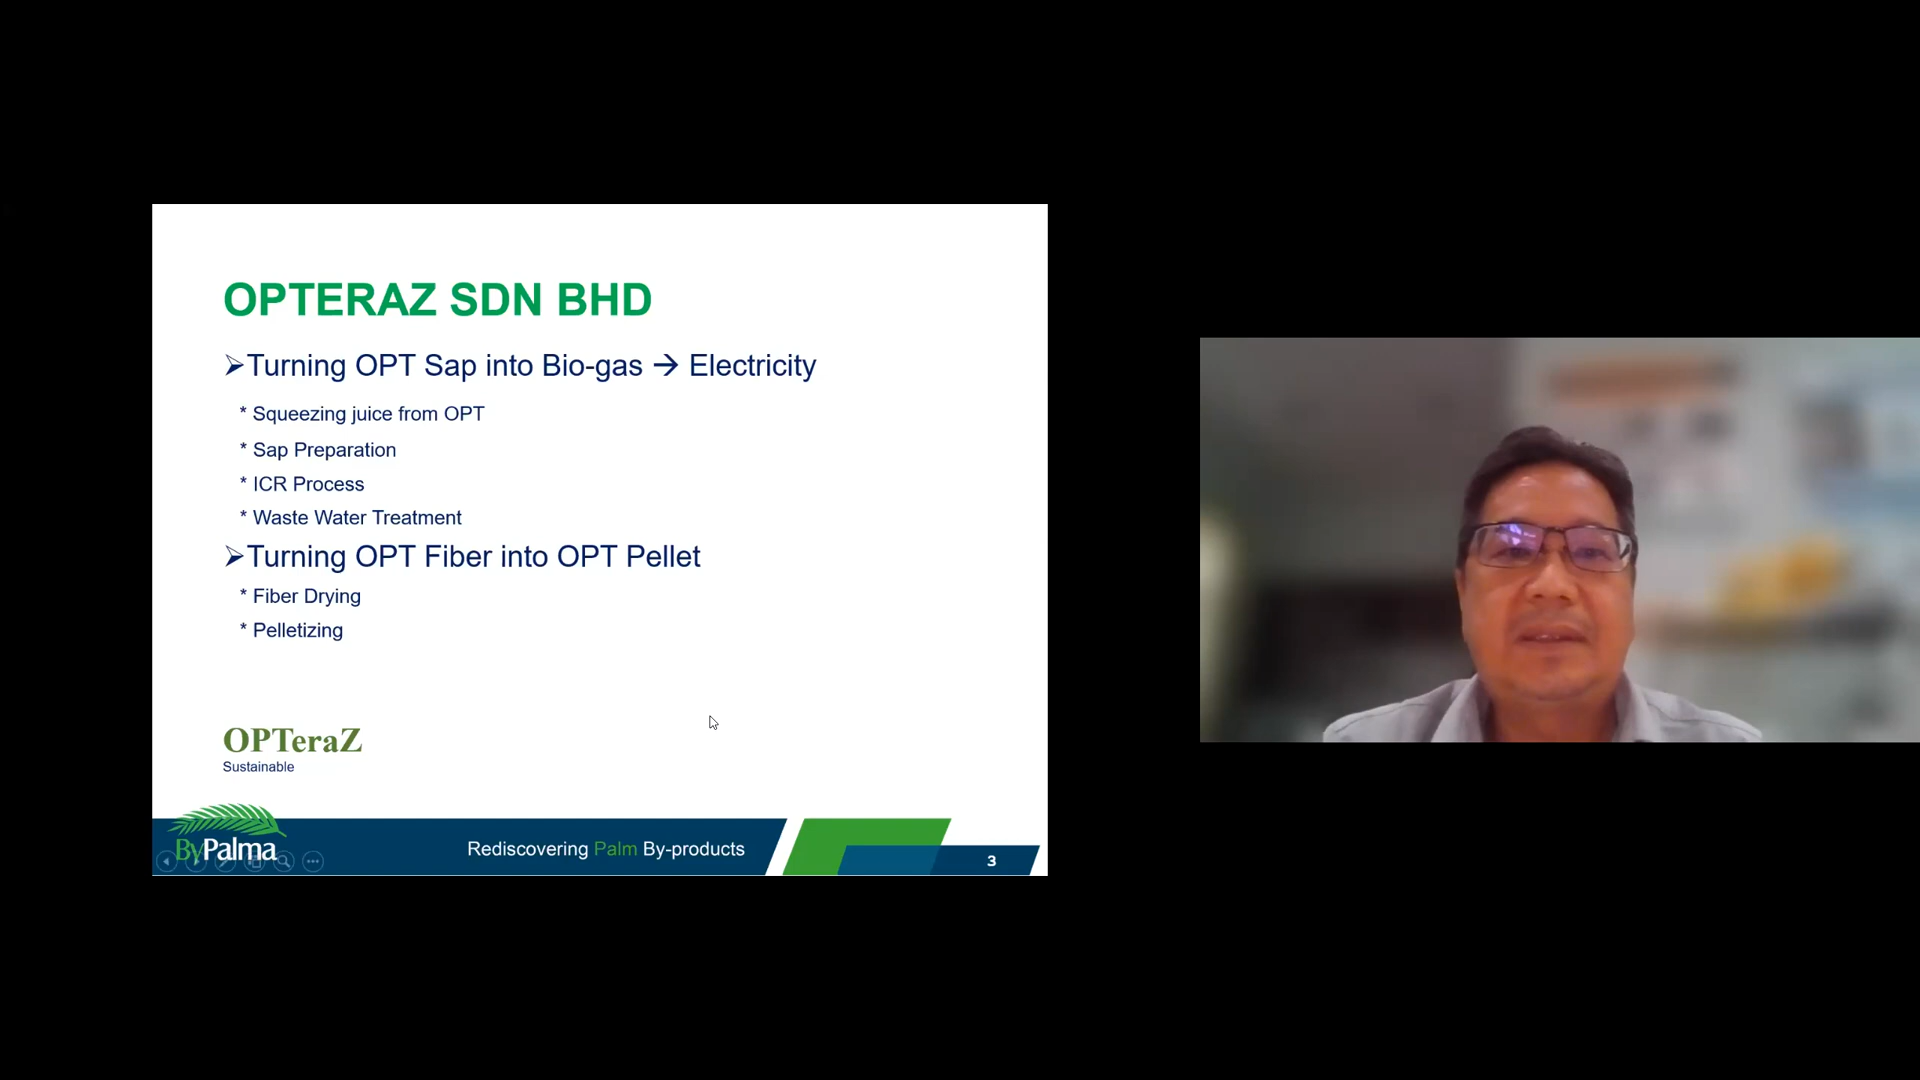 OPTERAZ SDN BHD
➢Turning OPT Sap into Bio-gas → Electricity
* Squeezing juice from OPT
* Sap Preparation
* ICR Process
* Waste Water Treatment
➢Turning OPT Fiber into OPT Pellet
* Fiber Drying
* Pelletizing
OPTeraZ
Sustainable
ByPalma
Rediscovering Palm By-products
3